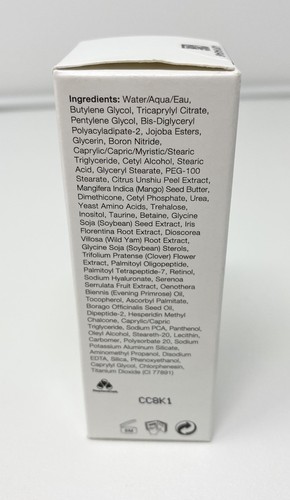 Ingredients: Water/Aqua/Eau,
Butylene Glycol, Tricaprylyl Citrate,
Pentylene Glycol, Bis-Diglyceryl
Polyacyladipate-2, Jojoba Esters,
Glycerin, Boron Nitride,
Caprylic/Capric/Myristic/Stearic
Triglyceride, Cetyl Alcohol, Stearic
Acid, Glyceryl Stearate, PEG-100
Stearate, Citrus Unshiu Peel Extract,
Mangifera Indica (Mango) Seed Butter,
Dimethicone, Cetyl Phosphate, Urea,
Yeast Amino Acids, Trehalose,
Inositol, Taurine, Betaine, Glycine
Soja (Soybean) Seed Extract, Iris
Florentina Root Extract, Dioscorea
Villosa (Wild Yam) Root Extract,
Glycine Soja (Soybean) Sterols,
Trifolium Pratense (Clover) Flower
Extract, Palmitoyl Oligopeptide,
Palmitoyl Tetrapeptide-7, Retinol,
Sodium Hyaluronate, Serenoa
Serrulata Fruit Extract, Oenothera
Biennis (Evening Primrose) Oil,
Tocopherol, Ascorbyl Palmitate,
Borago Officinalis Seed Oil,
Dipeptide-2, Hesperidin Methyl
Chalcone, Caprylic/Capric
Triglyceride, Sodium PCA, Panthenol,
Oleyl Alcohol, Steareth-20, Lecithin,
Carbomer, Polysorbate 20, Sodium
Potassium Aluminum Silicate,
Aminomethyl Propanol, Disodium
EDTA, Silica, Phenoxyethanol,
Caprylyl Glycol, Chlorphenesin,
Titanium Dioxide (CI 77891)
CC8K1